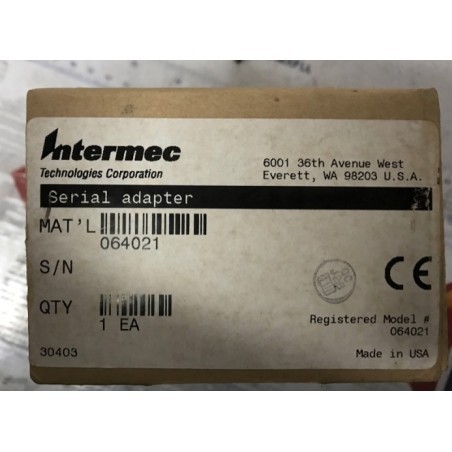 Intermec
Technologies Corporation
6001 36th Avenue West
Everett, WA 98203 U.S.A.
Serial adapter
MAT'L
064021
S/N
CE
QTY
1 EA
Registered Model #
064021
30403
Made in USA